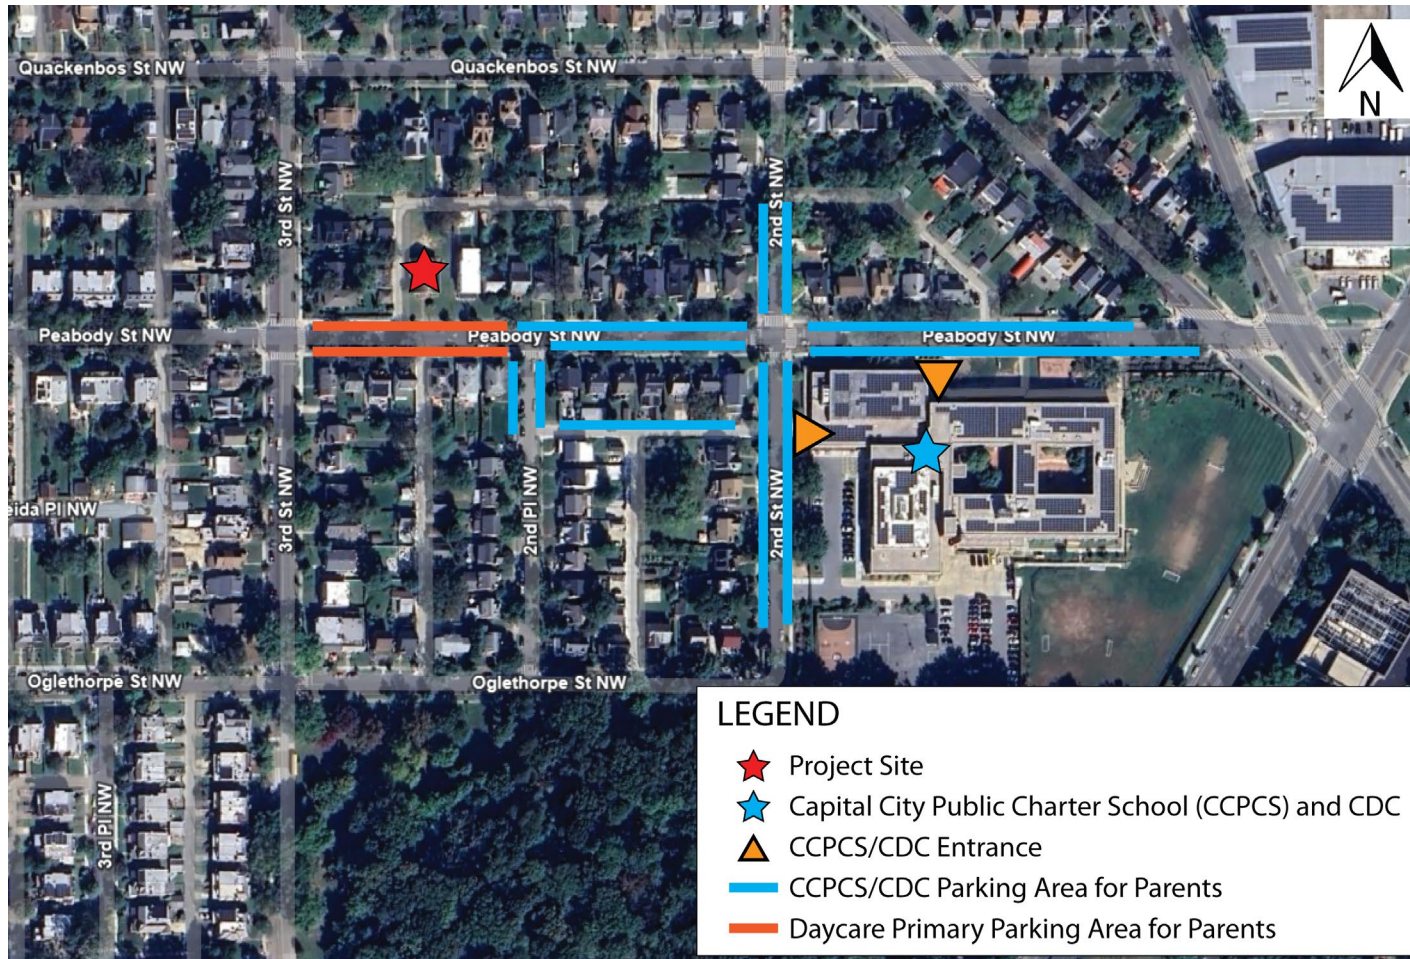 Quackenbos St NW
Quackenbos St NW
N
3rd St NW
2nd St NW
Peabody St NW
Peabody St NW
Peabody St NW
3rd St NW
2nd Pl NW
2nd St NW
eida Pl NW
Oglethorpe St NW
Oglethorpe St NW
3rd Pl NW
LEGEND
Project Site
Capital City Public Charter School (CCPCS) and CDC
CCPCS/CDC Entrance
CCPCS/CDC Parking Area for Parents
Daycare Primary Parking Area for Parents